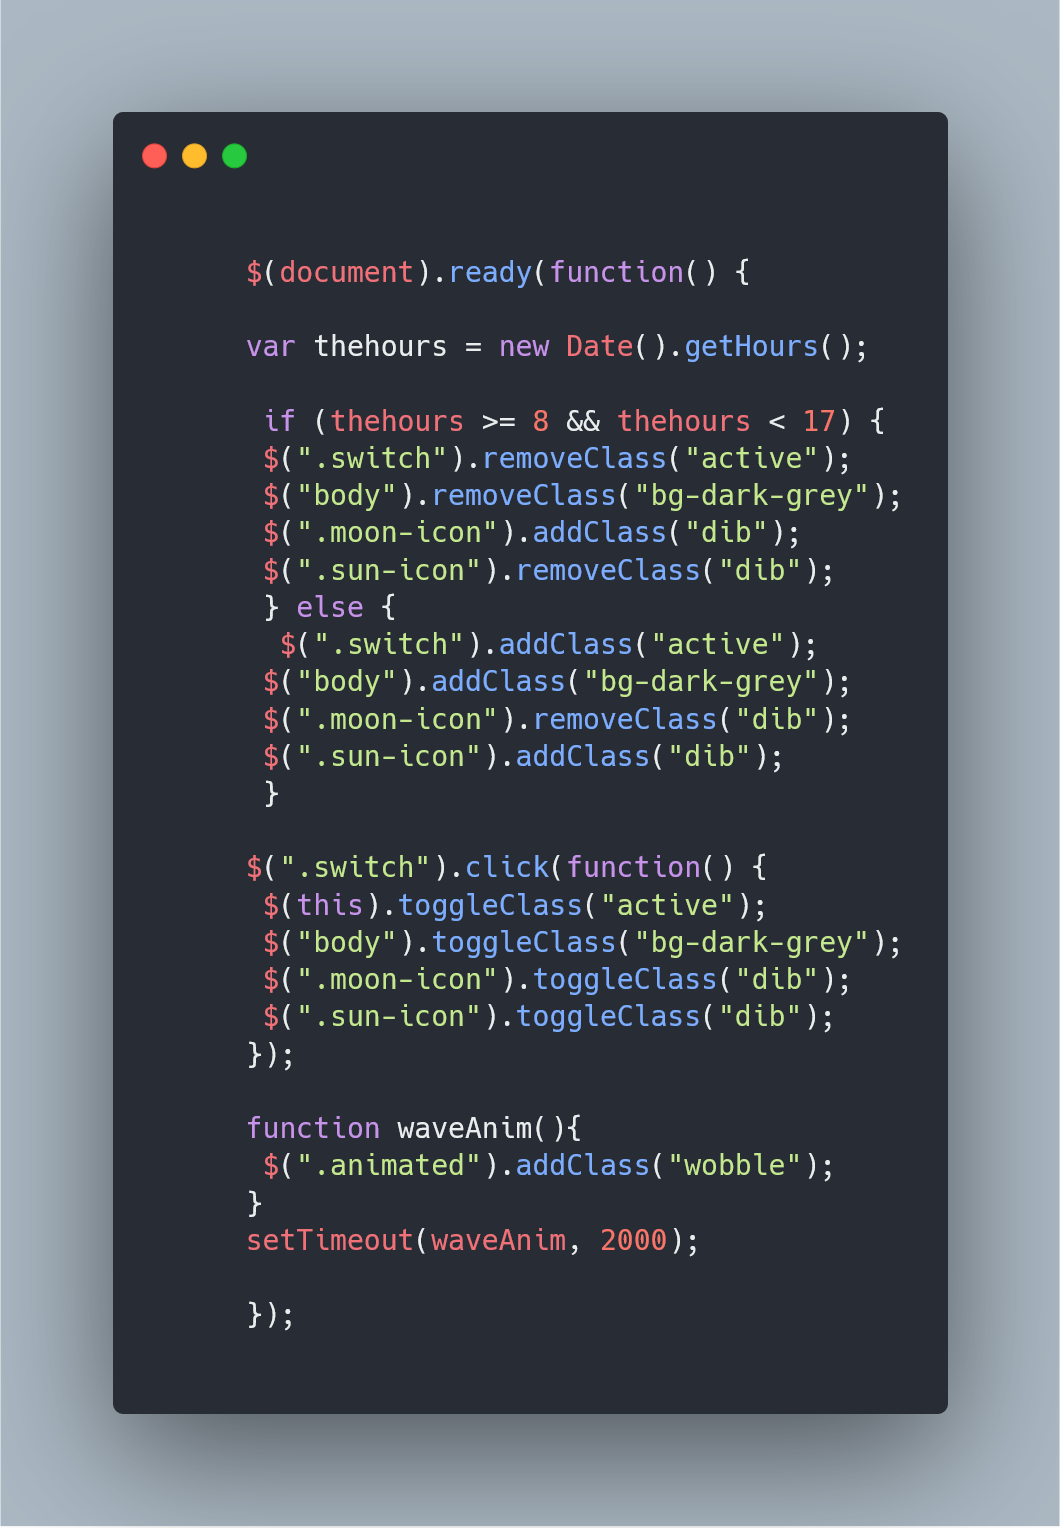 $(document).ready(function() {
var thehours = new Date().getHours();
if (thehours >= 8 && thehours < 17) {
$(".switch").removeClass("active");
$("body").removeClass("bg-dark-grey");
$(".moon-icon").addClass("dib");
$(".sun-icon").removeClass("dib");
} else {
$(".switch").addClass("active");
$("body").addClass("bg-dark-grey");
$(".moon-icon").removeClass("dib");
$(".sun-icon").addClass("dib");
}
$(".switch").click(function() {
$(this).toggleClass("active");
$("body").toggleClass("bg-dark-grey");
$(".moon-icon").toggleClass("dib");
$(".sun-icon").toggleClass("dib");
});
function waveAnim(){
$(".animated").addClass("wobble");
}
setTimeout(waveAnim, 2000);
});